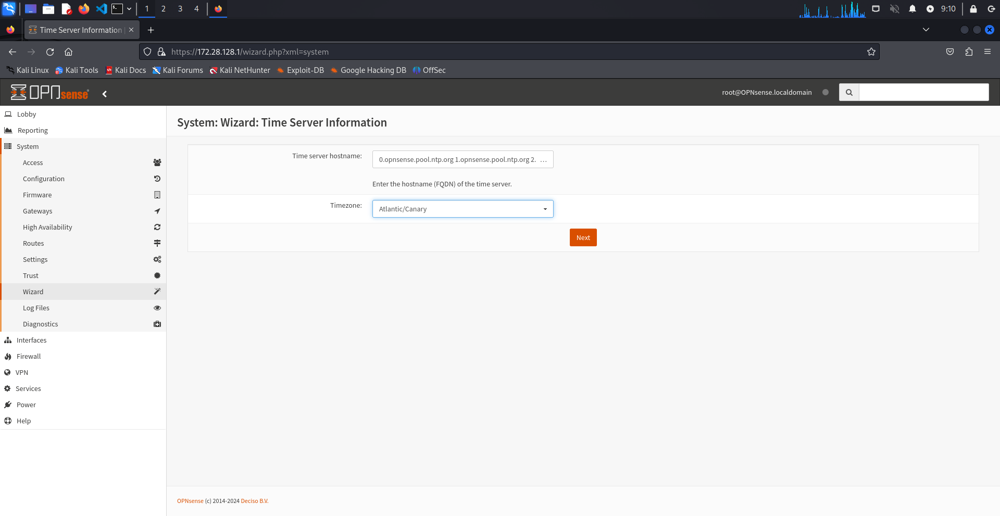 1 2 3 4 9:10
Time Server Information |
https://172.28.128.1/wizard.php?xml=system
Kali Linux Kali Tools Kali Docs Kali Forums Kali NetHunter Exploit-DB Google Hacking DB OffSec
OPNsense root@OPNsense.localdomain
Lobby
Reporting
System
Access
Configuration
Firmware
Gateways
High Availability
Routes
Settings
Trust
Wizard
Log Files
Diagnostics
Interfaces
Firewall
VPN
Services
Power
Help
System: Wizard: Time Server Information
Time server hostname: 0.opnsense.pool.ntp.org 1.opnsense.pool.ntp.org 2. ...
Enter the hostname (FQDN) of the time server.
Timezone: Atlantic/Canary
Next
OPNsense (c) 2014-2024 Deciso B.V.